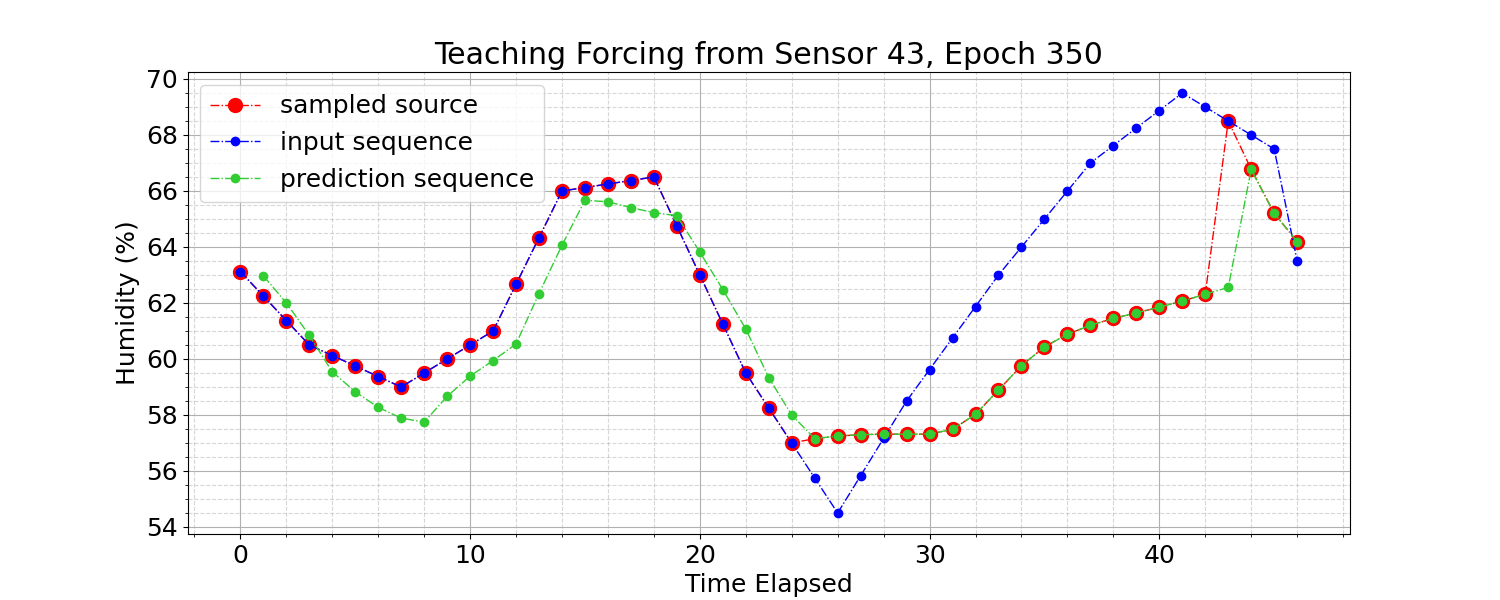 Teaching Forcing from Sensor 43, Epoch 350
70
68
66
64
62
60
58
56
54
Humidity (%)
sampled source
input sequence
prediction sequence
0 10 20 30 40
Time Elapsed